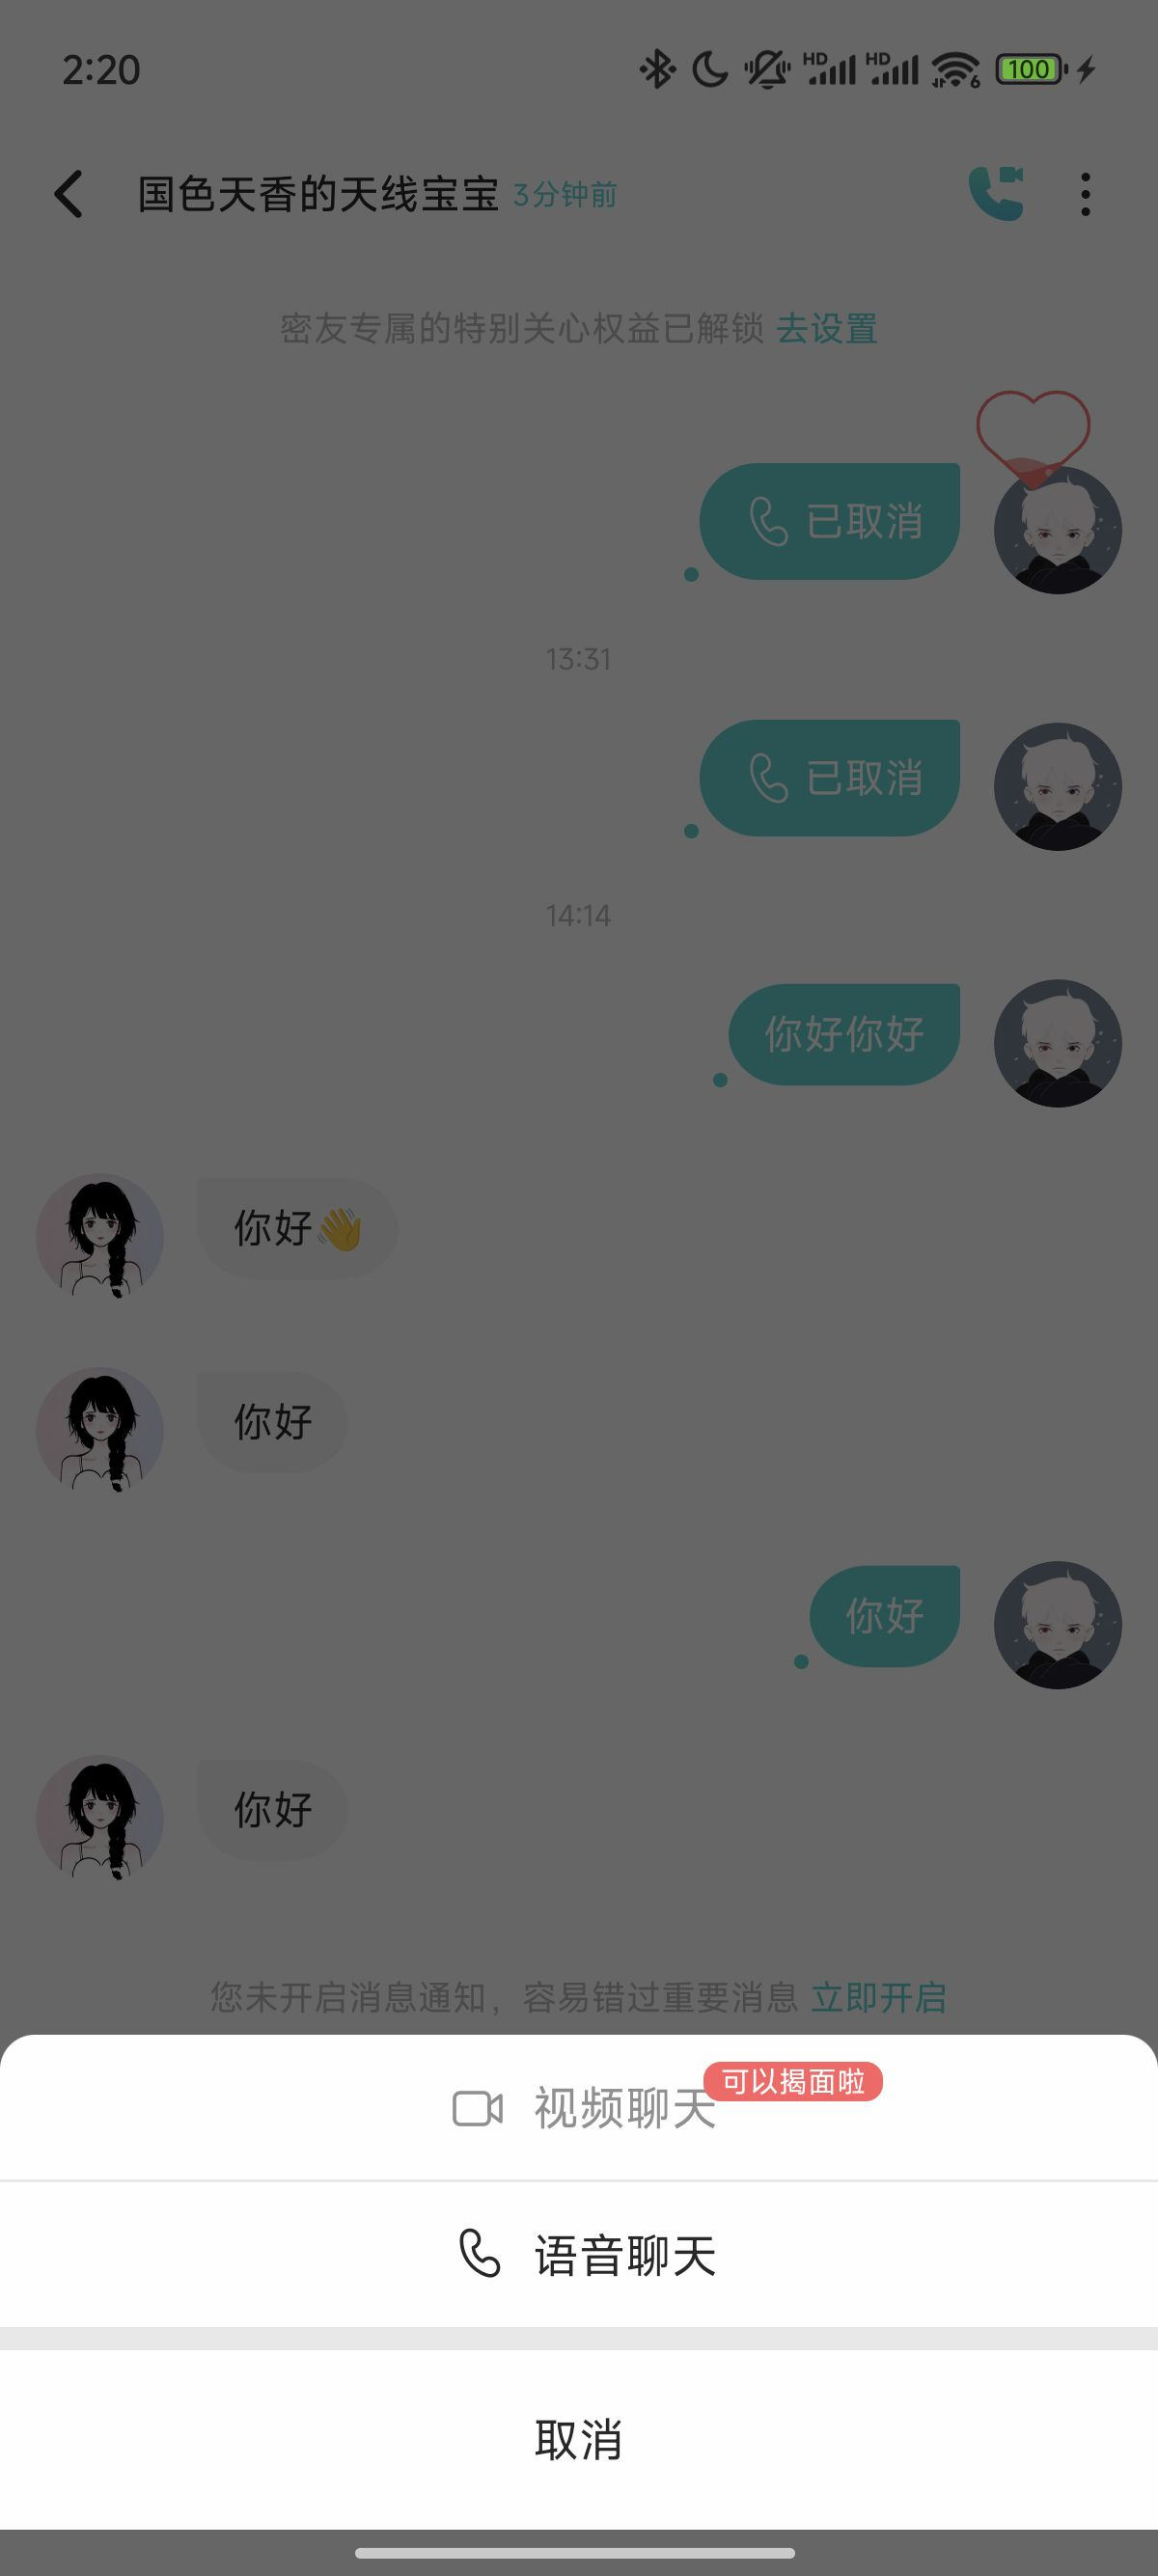 2:20
HD HD 6 100
国色天香的天线宝宝 3分钟前
密友专属的特别关心权益已解锁 去设置
已取消
13:31
已取消
14:14
你好你好
你好👋
你好
你好
你好
您未开启消息通知，容易错过重要消息 立即开启
可以揭面啦
视频聊天
语音聊天
取消